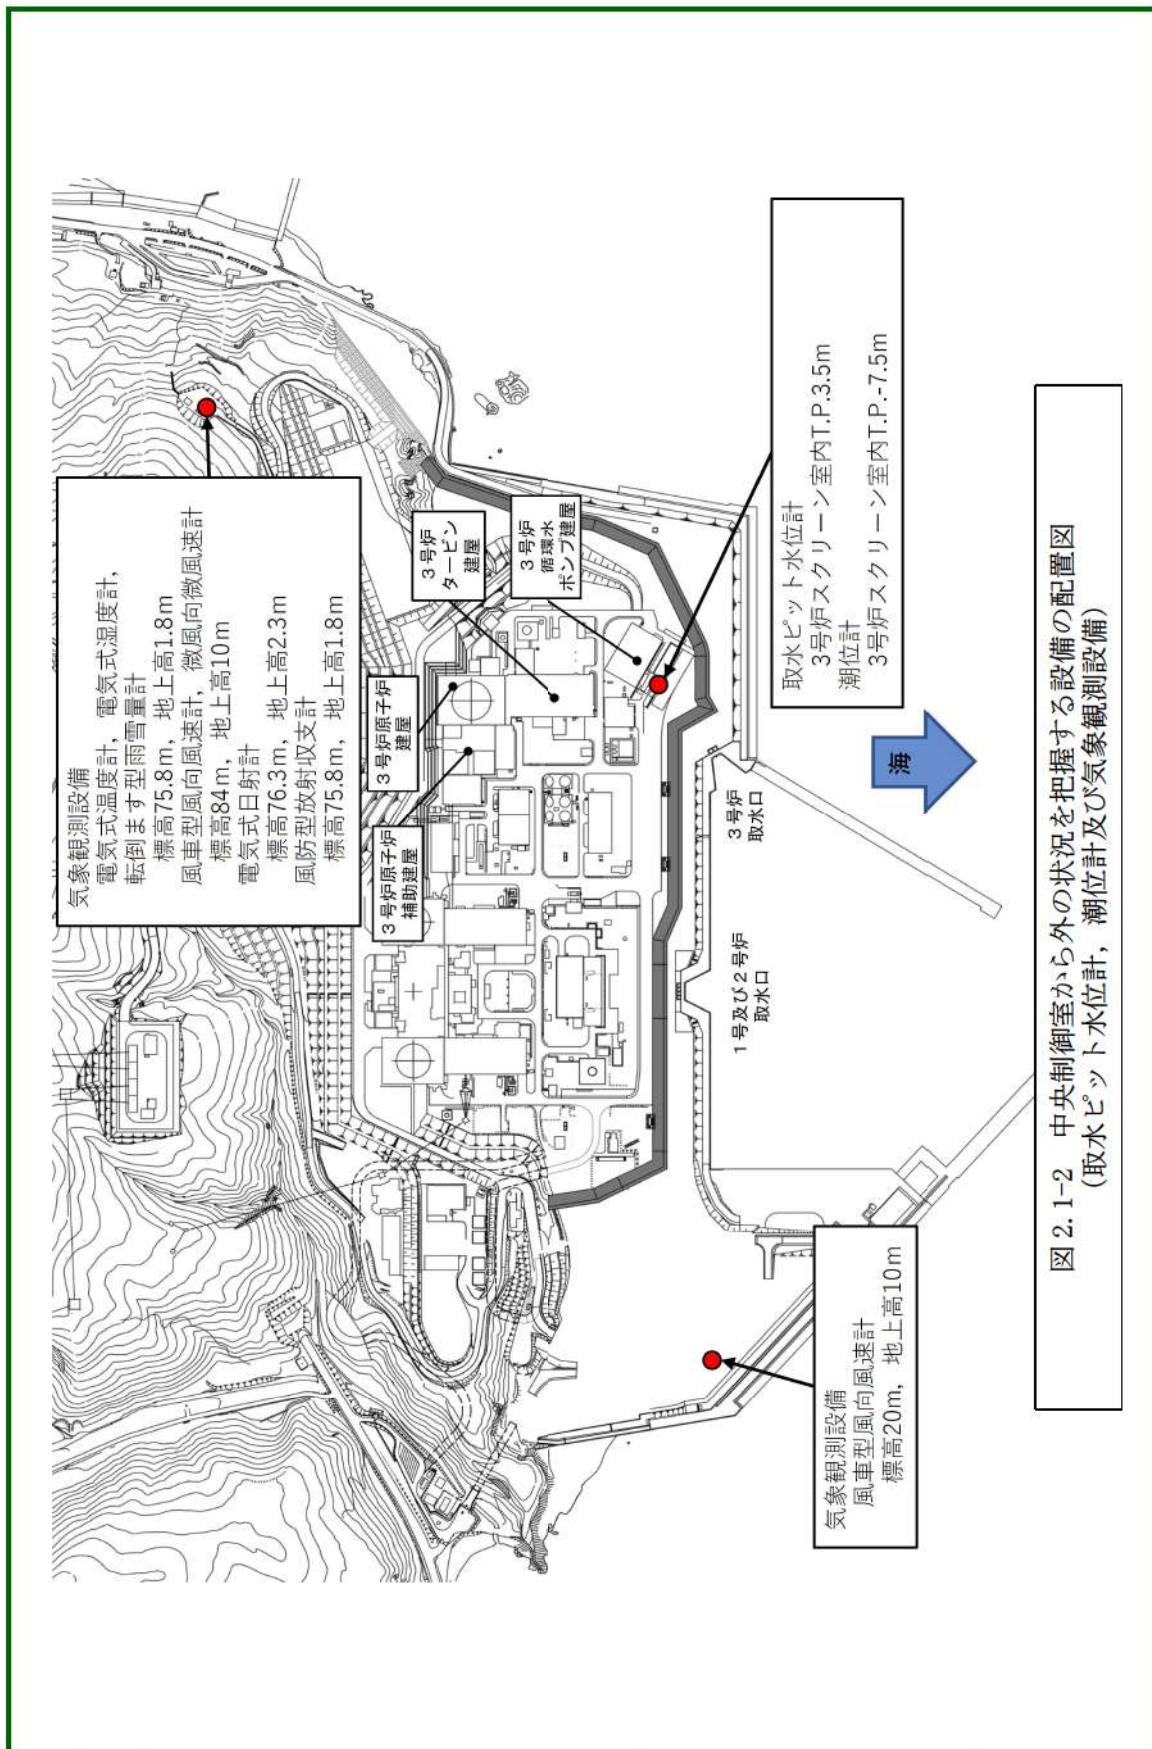 気象観測設備
電気式温度計，電気式湿度計，
転倒ます型雨雪量計
標高75.8m，地上高1.8m
風車型風向風速計，微風向微風速計
標高84m，地上高10m
電気式日射計
標高76.3m，地上高2.3m
風防型放射収支計
標高75.8m，地上高1.8m
3号炉原子炉
建屋
3号炉原子炉
補助建屋
3号炉
タービン
建屋
3号炉
循環水
ポンプ建屋
取水ピット水位計
3号炉スクリーン室内T.P.3.5m
潮位計
3号炉スクリーン室内T.P.-7.5m
3号炉
取水口
1号及び2号炉
取水口
海
気象観測設備
風車型風向風速計
標高20m，地上高10m
図 2.1-2　中央制御室から外の状況を把握する設備の配置図
(取水ピット水位計，潮位計及び気象観測設備)